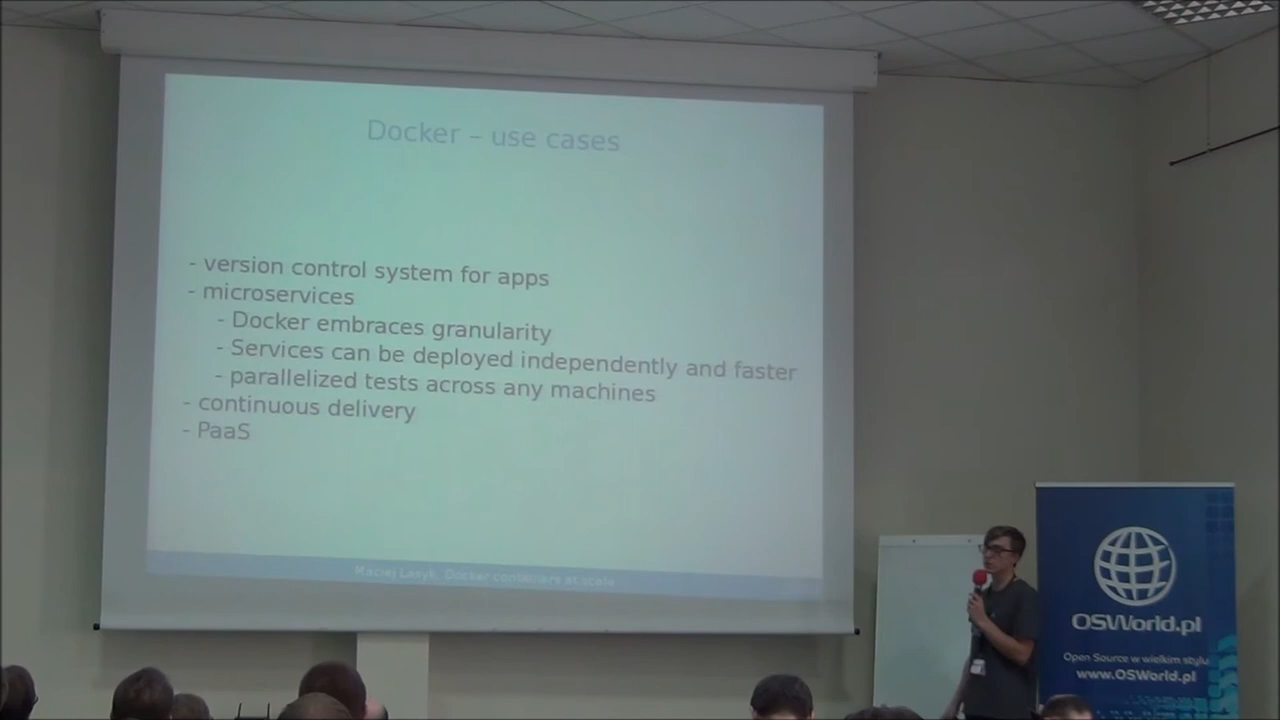 Docker – use cases
- version control system for apps
- microservices
- Docker embraces granularity
- Services can be deployed independently and faster
- parallelized tests across any machines
- continuous delivery
- PaaS
Maciej Lasyk, Docker containers at scale
OSWorld.pl
Open Source w wielkim stylu
www.OSWorld.pl